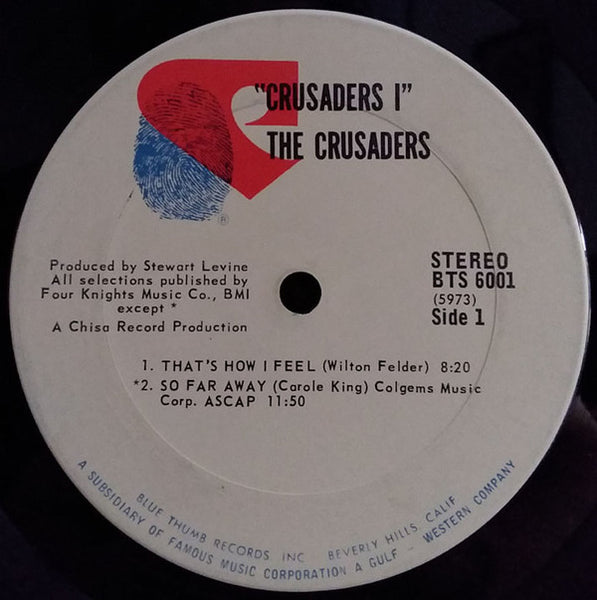 "CRUSADERS I"
THE CRUSADERS
®
Produced by Stewart Levine
All selections published by
Four Knights Music Co., BMI
except *
A Chisa Record Production
STEREO
BTS 6001
(5973)
Side 1
1. THAT'S HOW I FEEL (Wilton Felder) 8:20
*2. SO FAR AWAY (Carole King) Colgems Music
Corp. ASCAP 11:50
BLUE THUMB RECORDS INC BEVERLY HILLS CALIF
A SUBSIDIARY OF FAMOUS MUSIC CORPORATION A GULF - WESTERN COMPANY